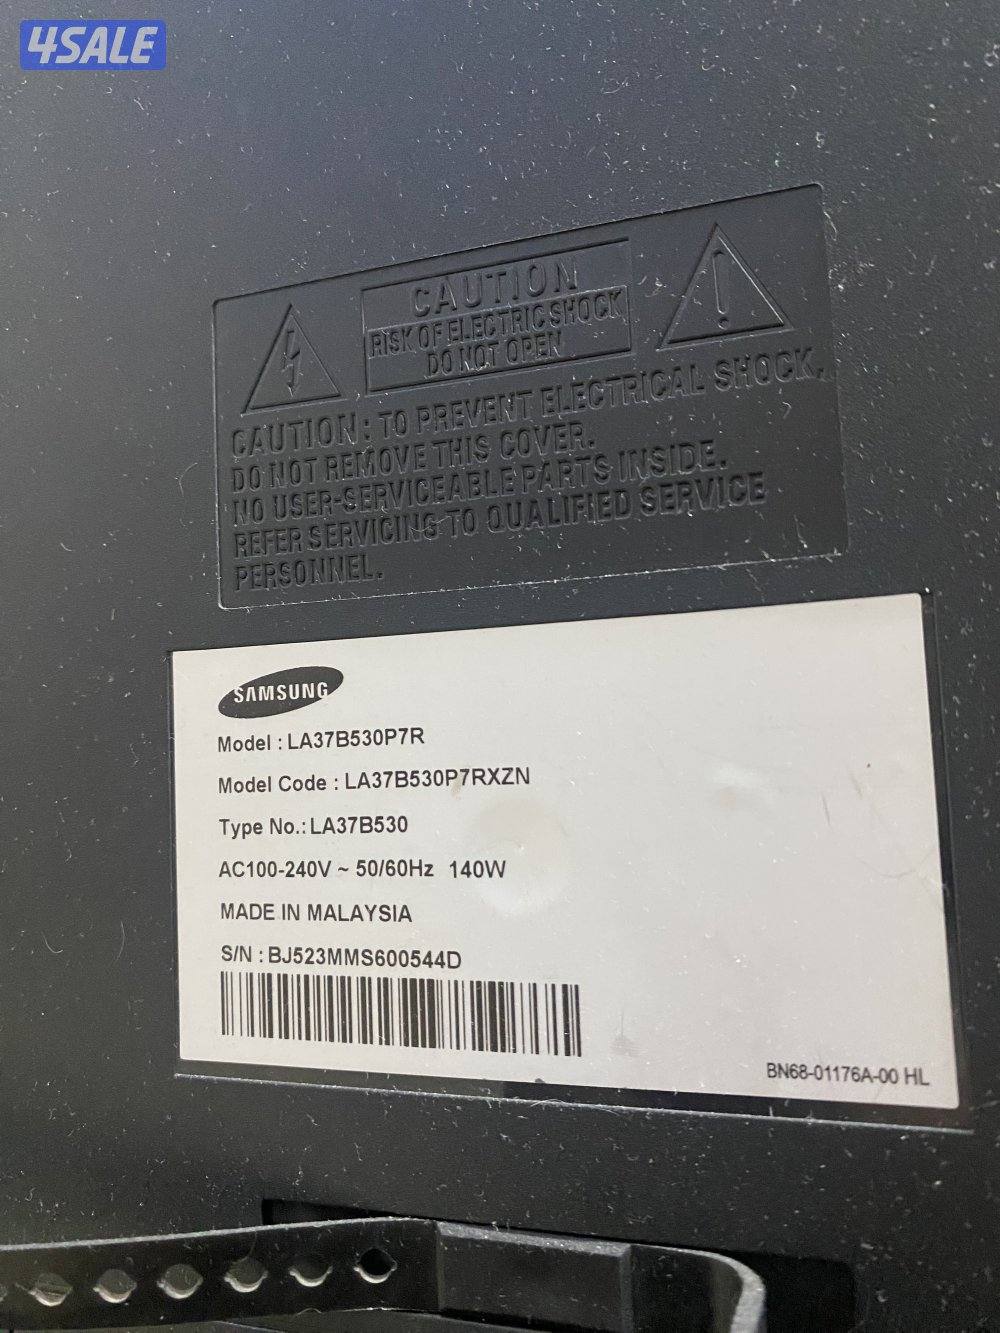 4SALE
CAUTION
RISK OF ELECTRIC SHOCK
DO NOT OPEN
CAUTION: TO PREVENT ELECTRICAL SHOCK,
DO NOT REMOVE THIS COVER.
NO USER-SERVICEABLE PARTS INSIDE.
REFER SERVICING TO QUALIFIED SERVICE
PERSONNEL.
SAMSUNG
Model : LA37B530P7R
Model Code : LA37B530P7RXZN
Type No.: LA37B530
AC100-240V ~ 50/60Hz 140W
MADE IN MALAYSIA
S/N : BJ523MMS600544D
BN68-01176A-00 HL